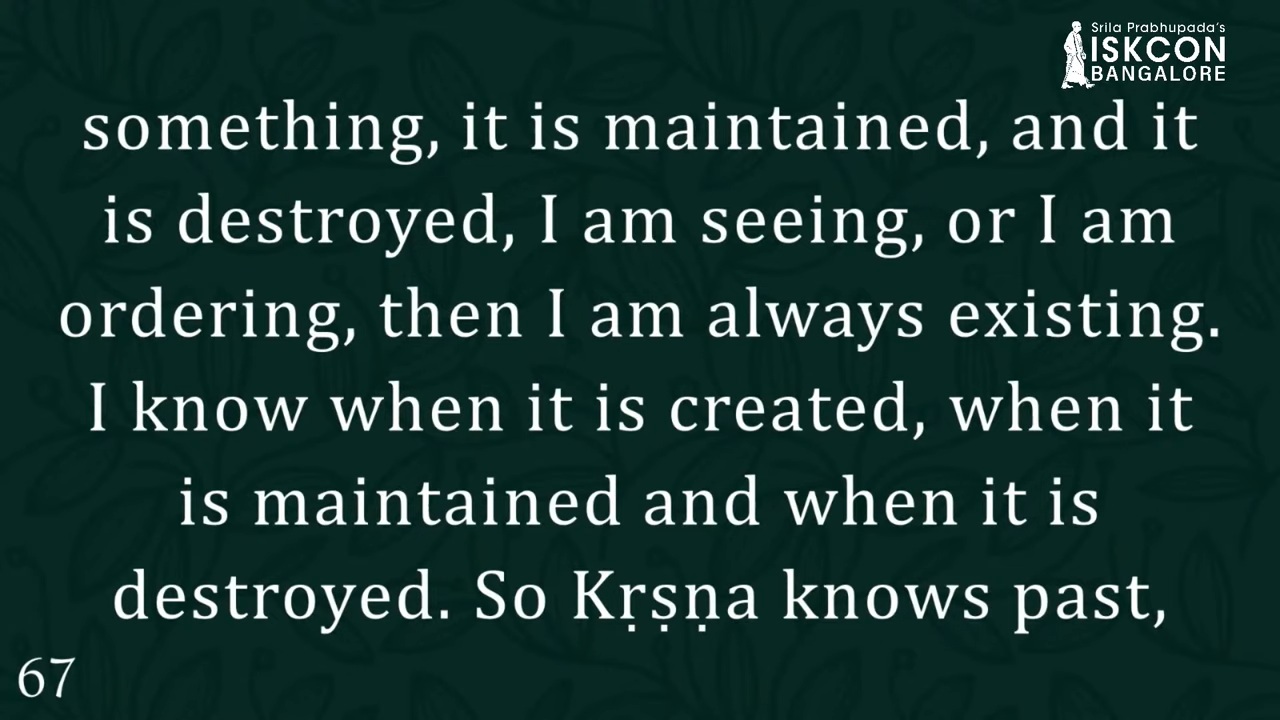 Srila Prabhupada's
ISKCON
BANGALORE
something, it is maintained, and it
is destroyed, I am seeing, or I am
ordering, then I am always existing.
I know when it is created, when it
is maintained and when it is
destroyed. So Kṛṣṇa knows past,
67